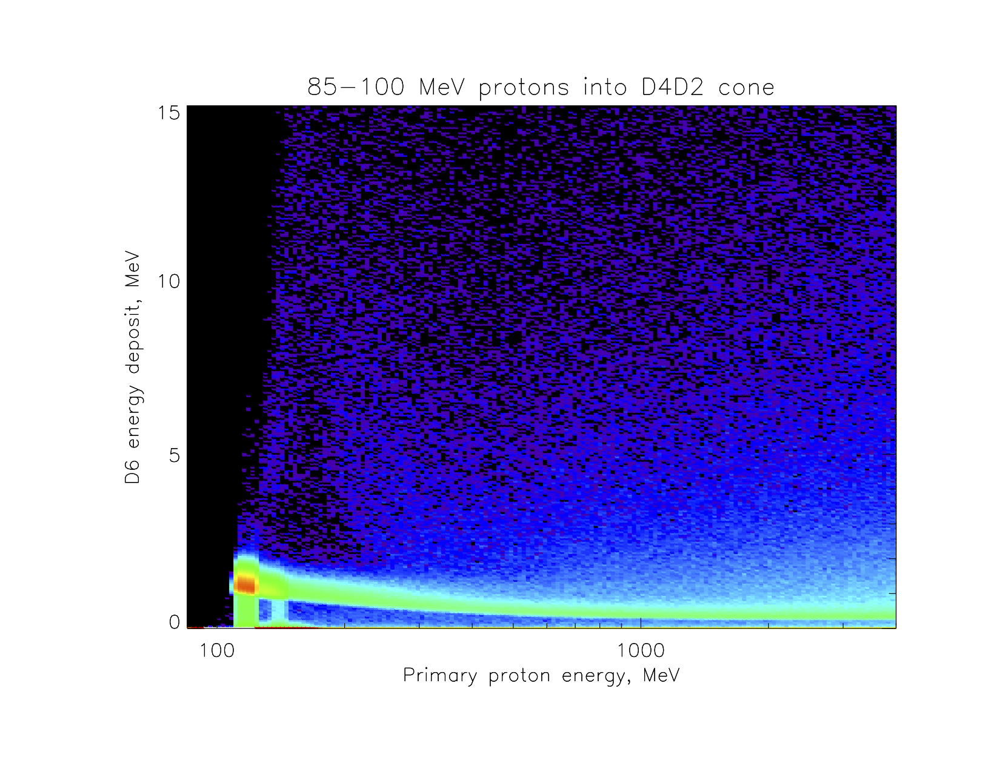 85-100 MeV protons into D4D2 cone
15
10
5
0
D6 energy deposit, MeV
100
1000
Primary proton energy, MeV